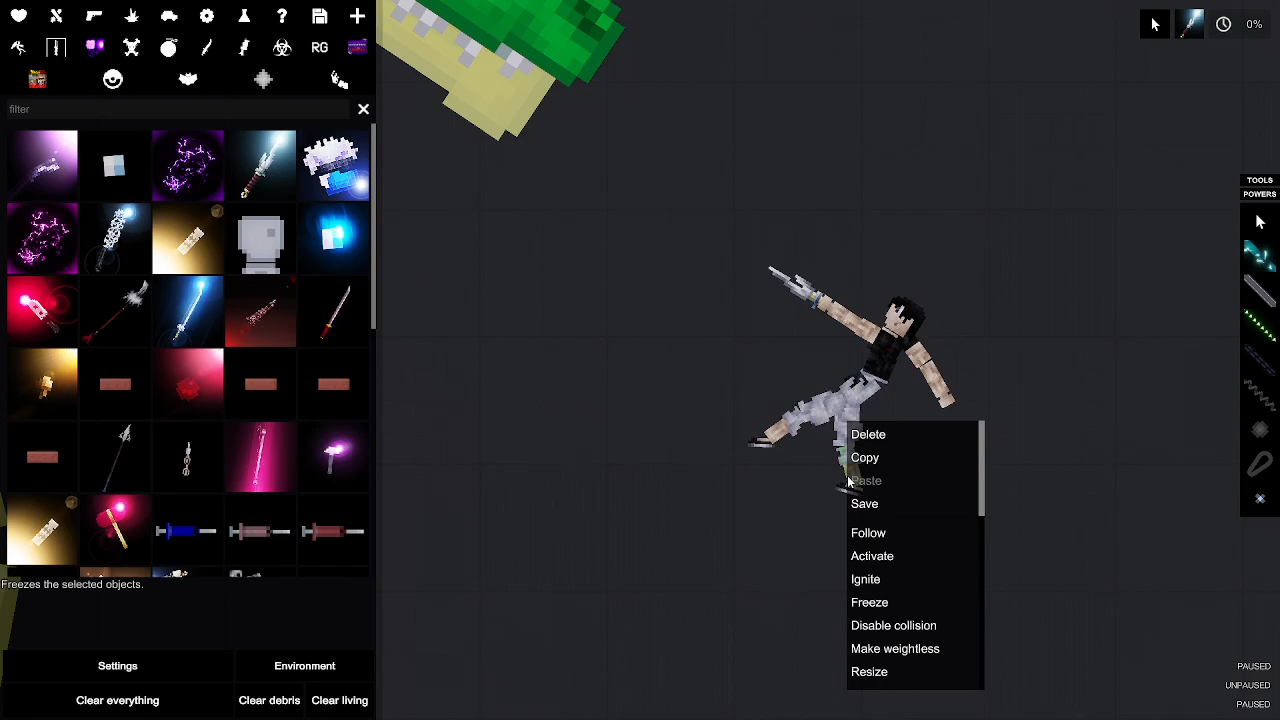 RG
0%
filter
TOOLS
POWERS
Delete
Copy
Paste
Save
Follow
Activate
Ignite
Freeze
Disable collision
Make weightless
Resize
Freezes the selected objects.
Settings
Environment
Clear everything
Clear debris
Clear living
PAUSED
UNPAUSED
PAUSED